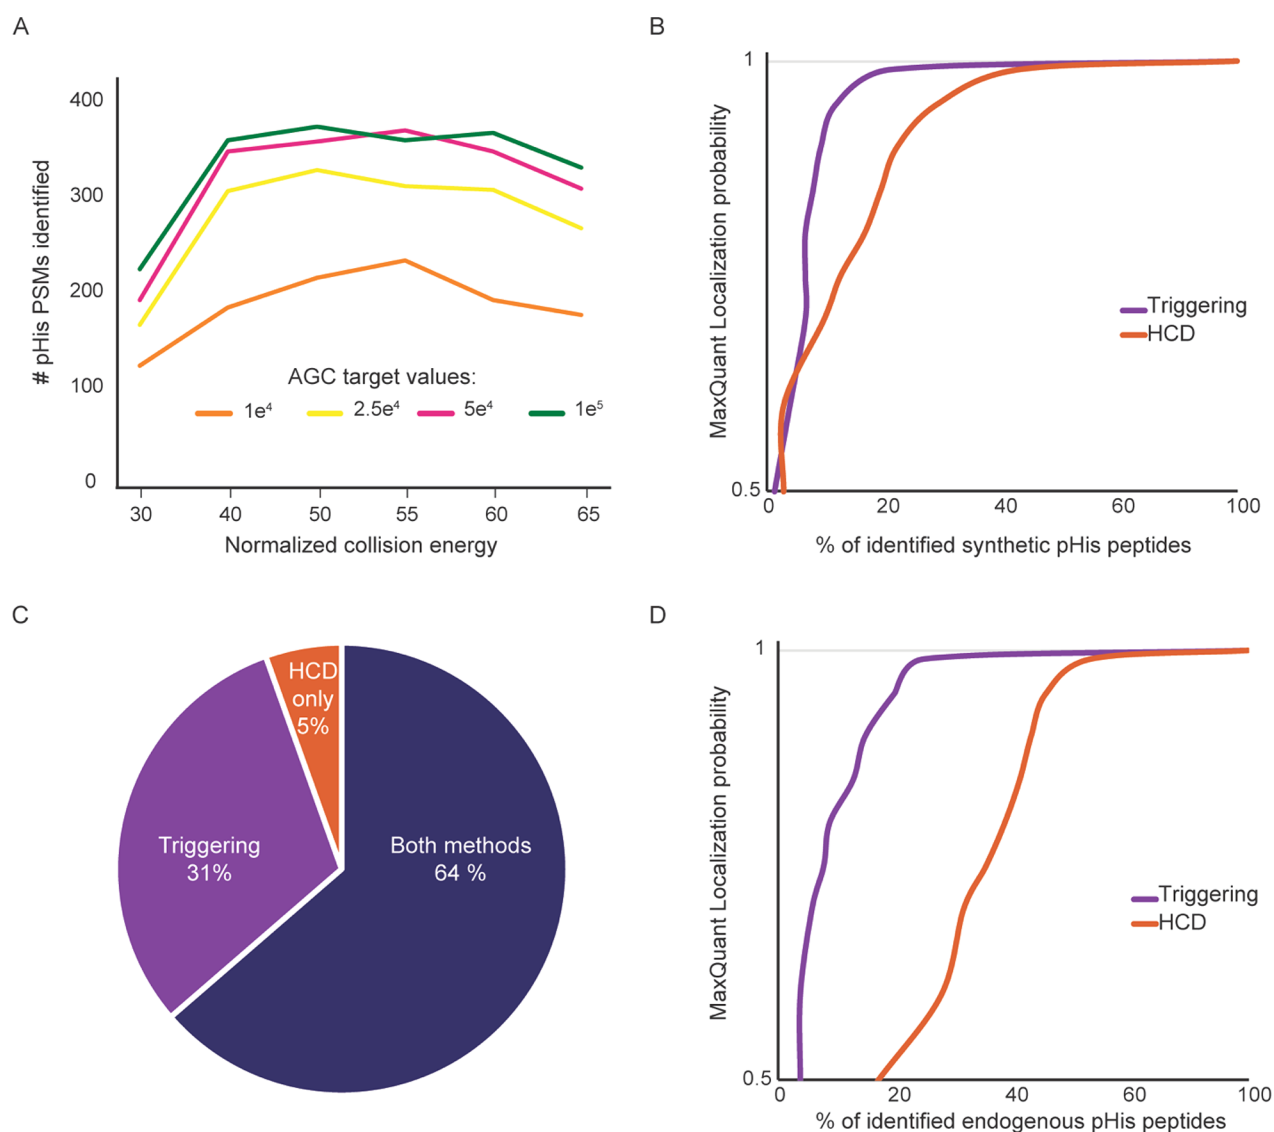 A
400
300
200
100
0
# pHis PSMs identified
AGC target values:
1e⁴
2.5e⁴
5e⁴
1e⁵
30
40
50
55
60
65
Normalized collision energy
B
1
0.5
MaxQuant Localization probability
Triggering
HCD
0
20
40
60
100
% of identified synthetic pHis peptides
C
HCD
only
5%
Triggering
31%
Both methods
64 %
D
1
0.5
MaxQuant Localization probability
Triggering
HCD
0
20
40
60
100
% of identified endogenous pHis peptides